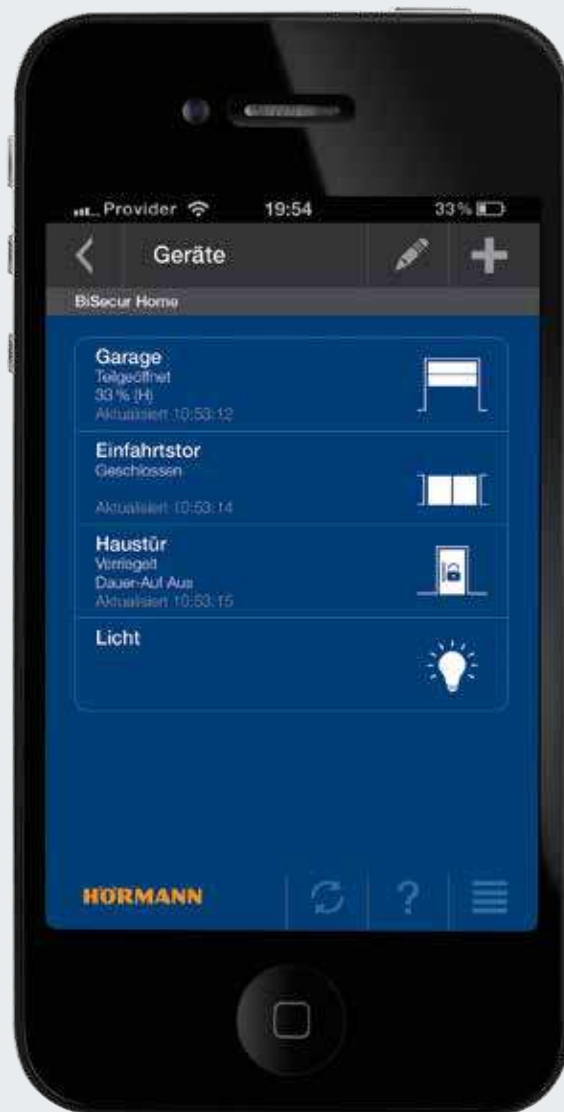 Provider 19:54 33 %
Geräte
BiSecur Home
Garage
Teilgeöffnet
33 % (H)
Aktualisiert 10:53:12
Einfahrtstor
Geschlossen
Aktualisiert 10:53:14
Haustür
Verriegelt
Dauer-Auf Aus
Aktualisiert 10:53:15
Licht
HÖRMANN
?